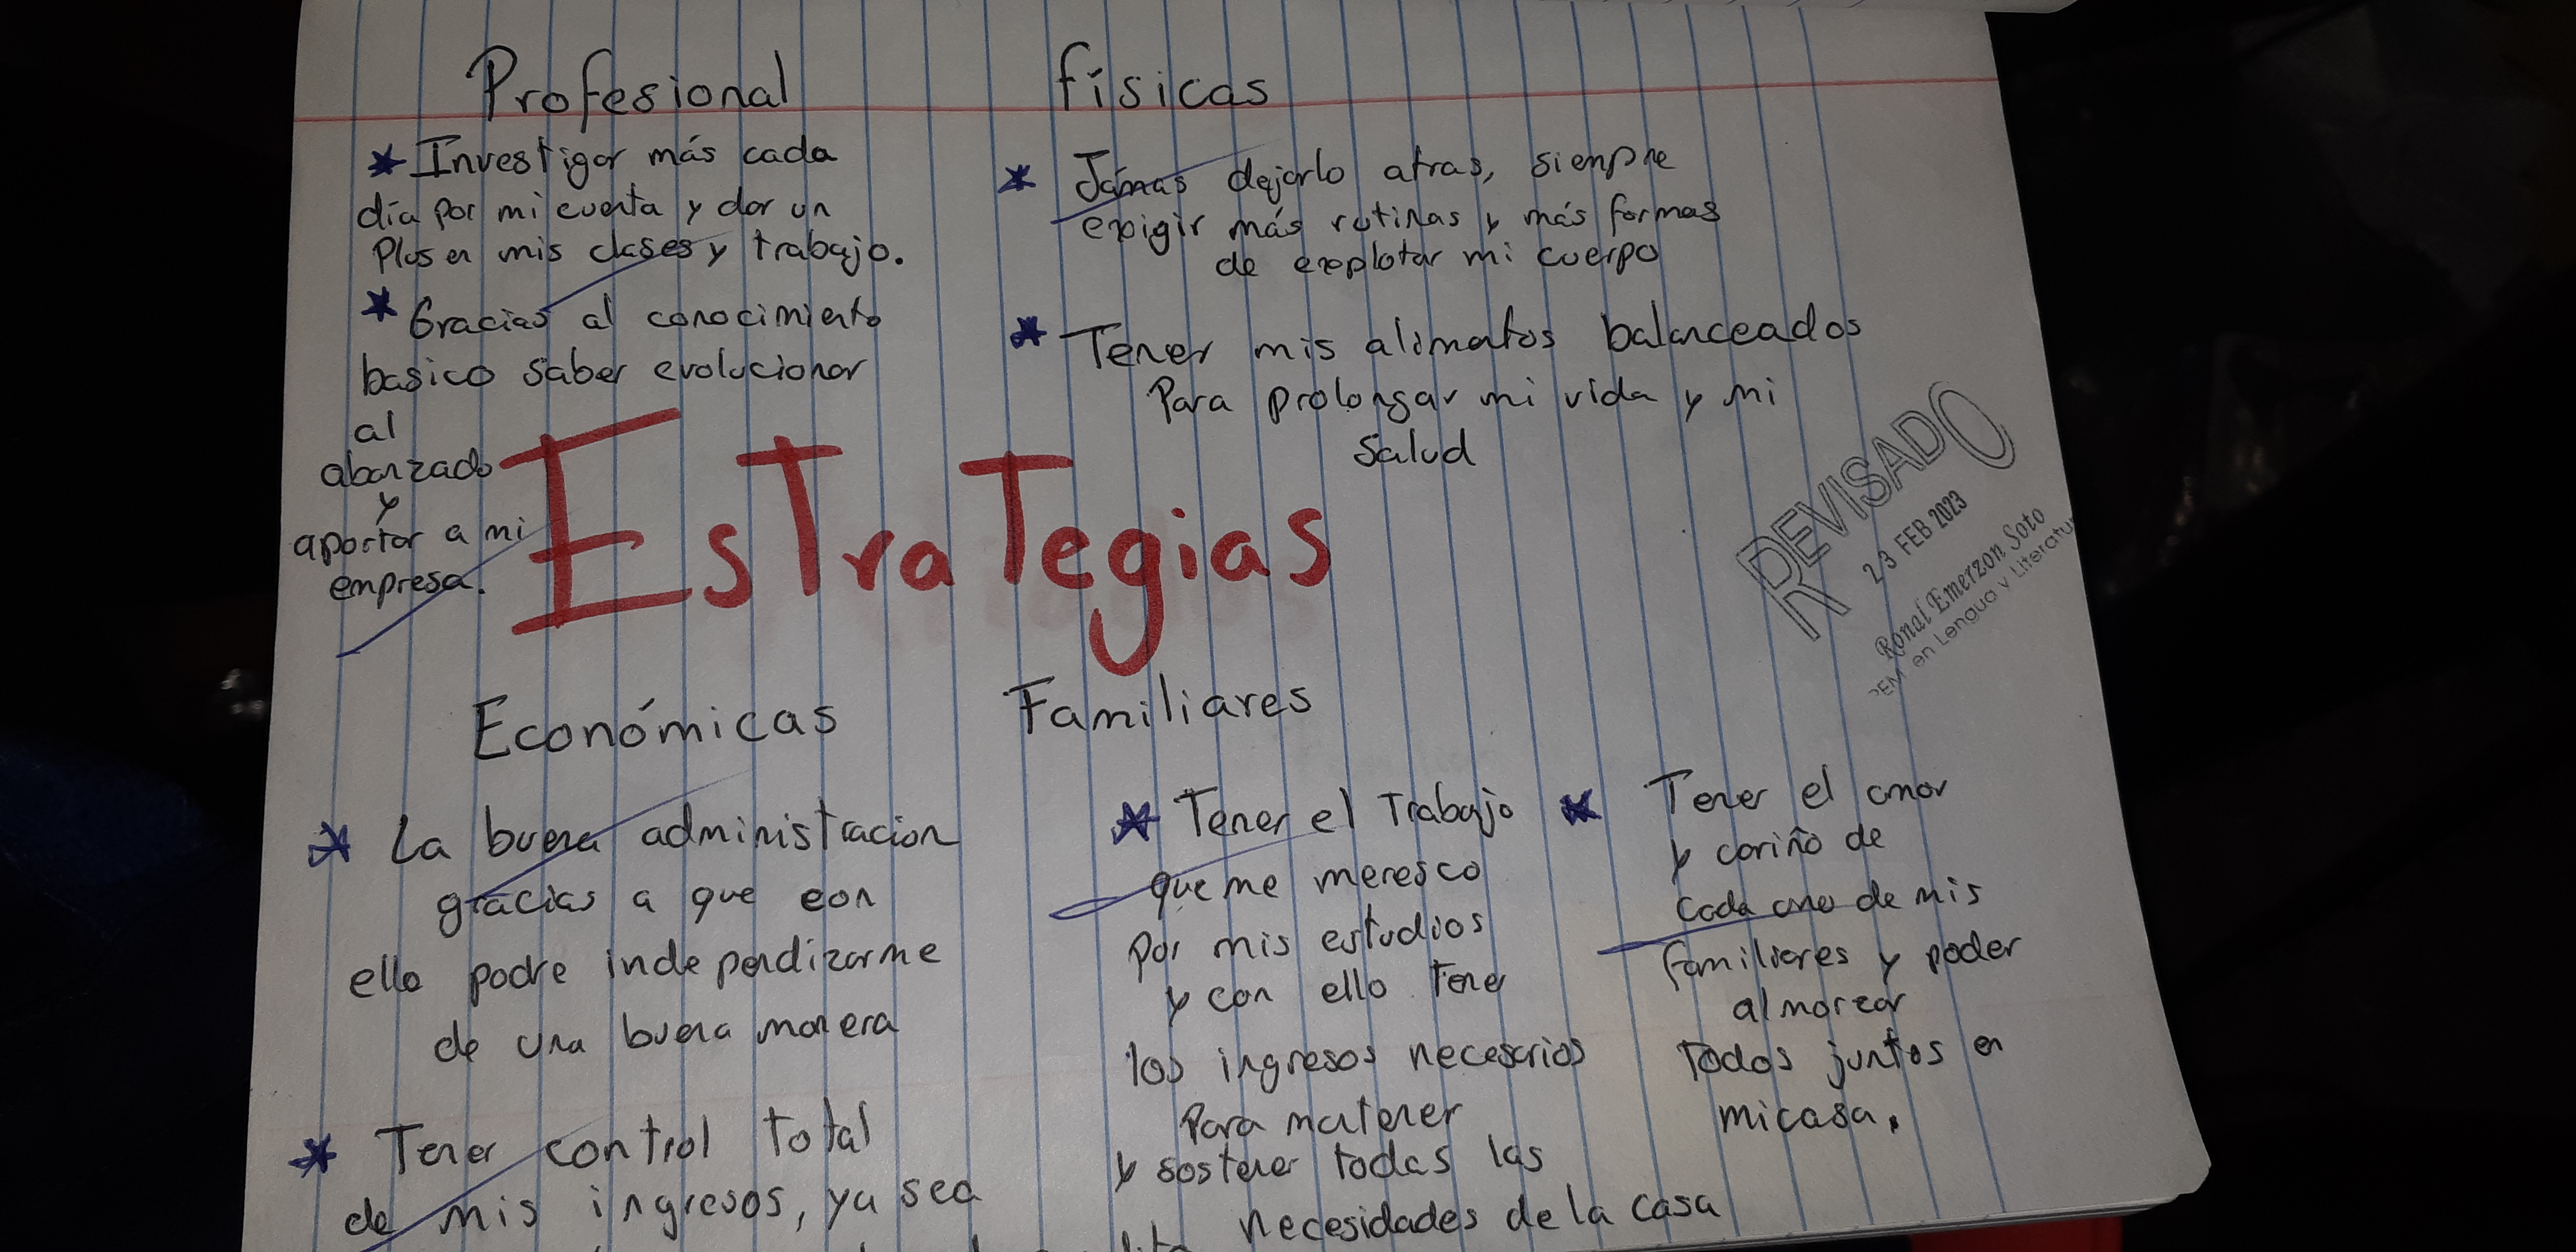 Profesional
* Investigar más cada
día por mi cuenta y dar un
Plus en mis clases y trabajo.
* Gracias al conocimiento
basico saber evolucionar
al
abanzado
y
aportar a mi
empresa.
físicas
* Jámas dejarlo atras, siempre
exigir más rutinas y más formas
de explotar mi cuerpo
* Tener mis alimentos balanceados
Para prolongar mi vida y mi
salud
EsTraTegias
REVISADO
23 FEB 2023
Ronal Emerzon Soto
PEM en Lengua y Literatu
Económicas
* La buena administracion
gracias a que con
ello podre independizarme
de una buena manera
* Tener control total
de mis ingresos, ya sea
Familiares
* Tener el Trabajo
que me meresco
por mis estudios
y con ello tener
los ingresos necesarios
Para mantener
y sostener todas las
necesidades de la casa
* Tener el amor
y cariño de
cada uno de mis
familiares y poder
almorzar
todos juntos en
mi casa.